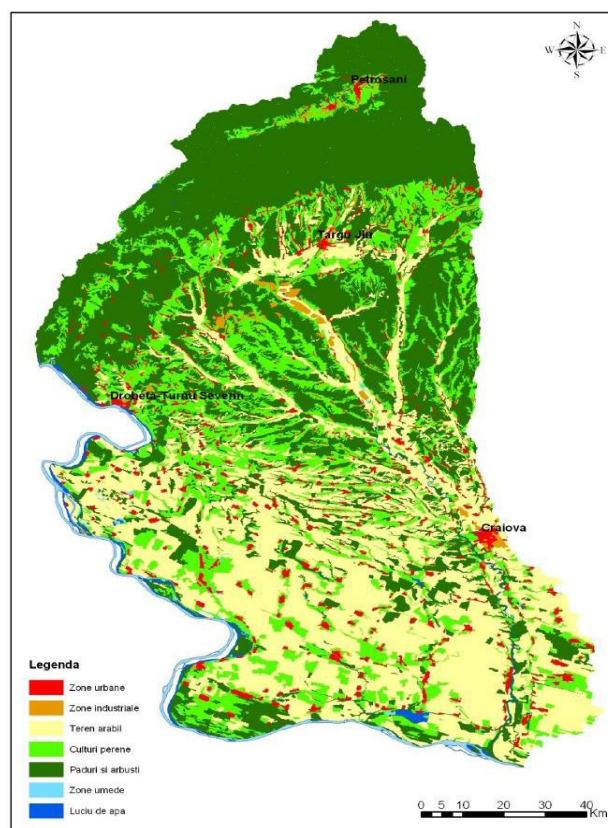 N
W E
S
Petrosani
Targu Jiu
Drobeta-Turnu Severin
Craiova
Legenda
Zone urbane
Zone industriale
Teren arabil
Culturi perene
Paduri si arbusti
Zone umede
Luciu de apa
0 5 10 20 30 40
Km